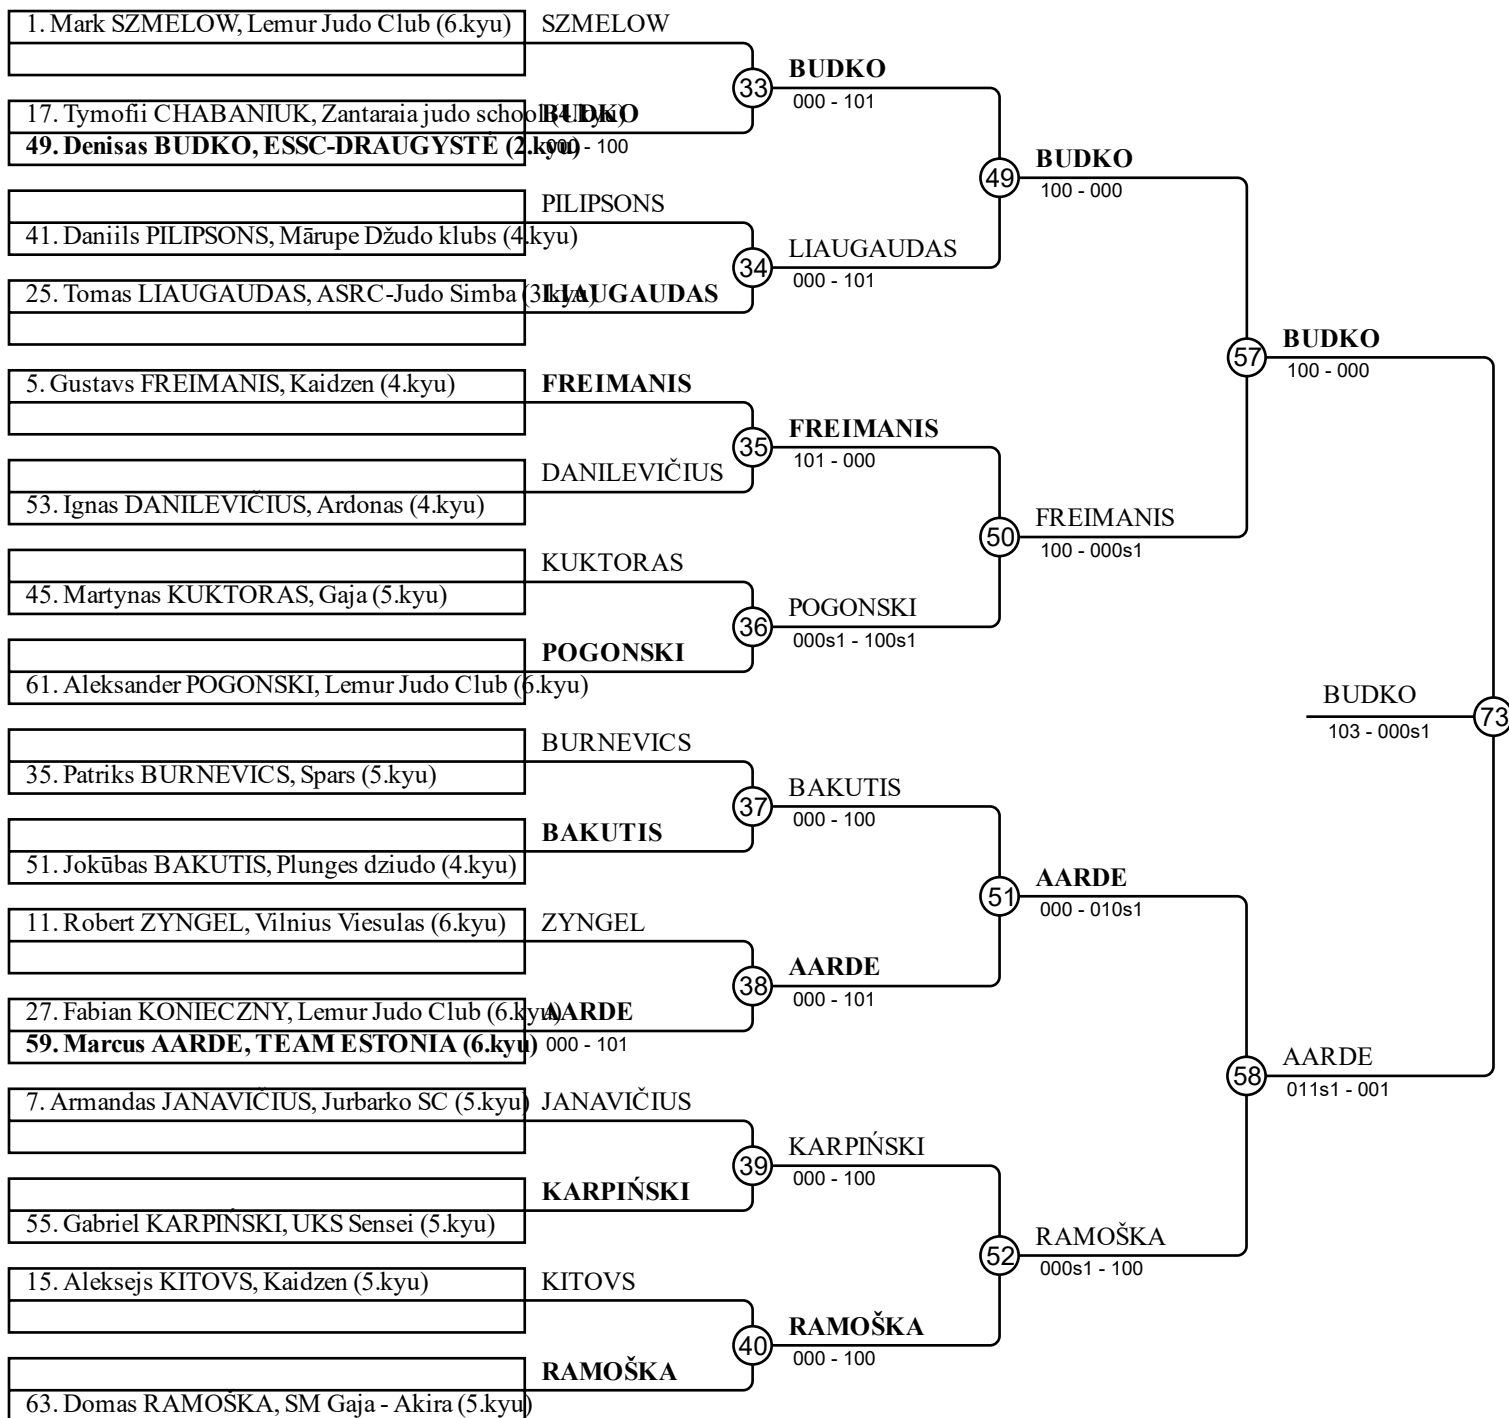 1. Mark SZMELOW, Lemur Judo Club (6.kyu)
17. Tymofii CHABANIUK, Zantaraia judo school (4.kyu)
49. Denisas BUDKO, ESSC-DRAUGYSTĖ (2.kyu)
41. Daniils PILIPSONS, Mārupe Džudo klubs (4.kyu)
25. Tomas LIAUGAUDAS, ASRC-Judo Simba (3.kyu)
5. Gustavs FREIMANIS, Kaidzen (4.kyu)
53. Ignas DANILEVIČIUS, Ardonas (4.kyu)
45. Martynas KUKTORAS, Gaja (5.kyu)
61. Aleksander POGONSKI, Lemur Judo Club (6.kyu)
35. Patriks BURNEVICS, Spars (5.kyu)
51. Jokūbas BAKUTIS, Plunges dziudo (4.kyu)
11. Robert ZYNGEL, Vilnius Viesulas (6.kyu)
27. Fabian KONIECZNY, Lemur Judo Club (6.kyu)
59. Marcus AARDE, TEAM ESTONIA (6.kyu)
7. Armandas JANAVIČIUS, Jurbarko SC (5.kyu)
55. Gabriel KARPIŃSKI, UKS Sensei (5.kyu)
15. Aleksejs KITOVS, Kaidzen (5.kyu)
63. Domas RAMOŠKA, SM Gaja - Akira (5.kyu)
SZMELOW
BUDKO
000 - 100
PILIPSONS
LIAUGAUDAS
FREIMANIS
DANILEVIČIUS
KUKTORAS
POGONSKI
BURNEVICS
BAKUTIS
ZYNGEL
AARDE
000 - 101
JANAVIČIUS
KARPIŃSKI
KITOVS
RAMOŠKA
33
BUDKO
000 - 101
34
LIAUGAUDAS
000 - 101
35
FREIMANIS
101 - 000
36
POGONSKI
000s1 - 100s1
37
BAKUTIS
000 - 100
38
AARDE
000 - 101
39
KARPIŃSKI
000 - 100
40
RAMOŠKA
000 - 100
49
BUDKO
100 - 000
50
FREIMANIS
100 - 000s1
51
AARDE
000 - 010s1
52
RAMOŠKA
000s1 - 100
57
BUDKO
100 - 000
58
AARDE
011s1 - 001
BUDKO
103 - 000s1
73